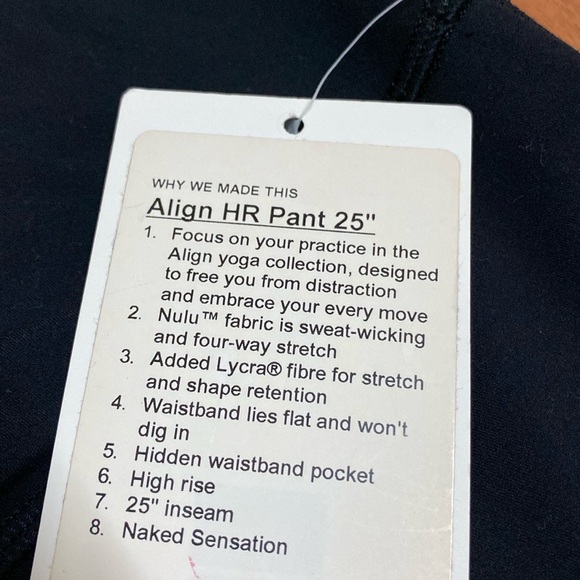 WHY WE MADE THIS
Align HR Pant 25"
1. Focus on your practice in the
Align yoga collection, designed
to free you from distraction
and embrace your every move
2. Nulu™ fabric is sweat-wicking
and four-way stretch
3. Added Lycra® fibre for stretch
and shape retention
4. Waistband lies flat and won't
dig in
5. Hidden waistband pocket
6. High rise
7. 25" inseam
8. Naked Sensation